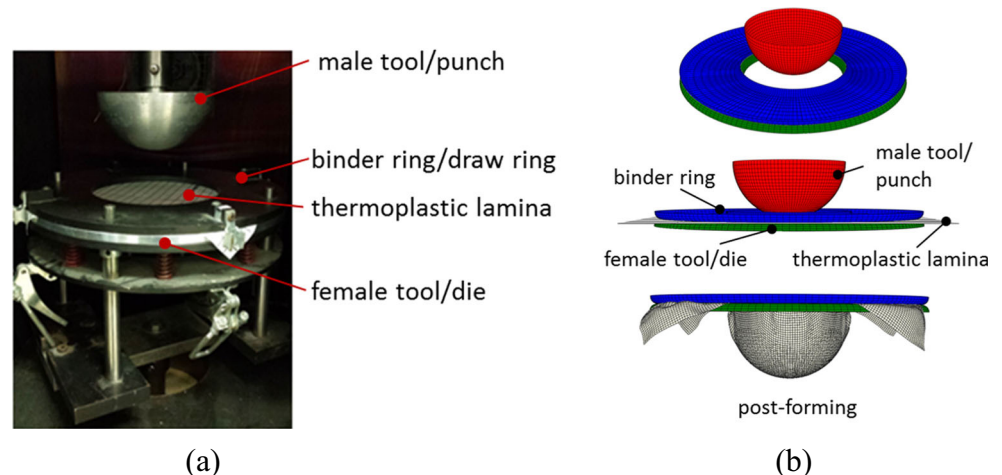 male tool/punch
binder ring/draw ring
thermoplastic lamina
female tool/die
(a)
male tool/
punch
binder ring
female tool/die
thermoplastic lamina
post-forming
(b)